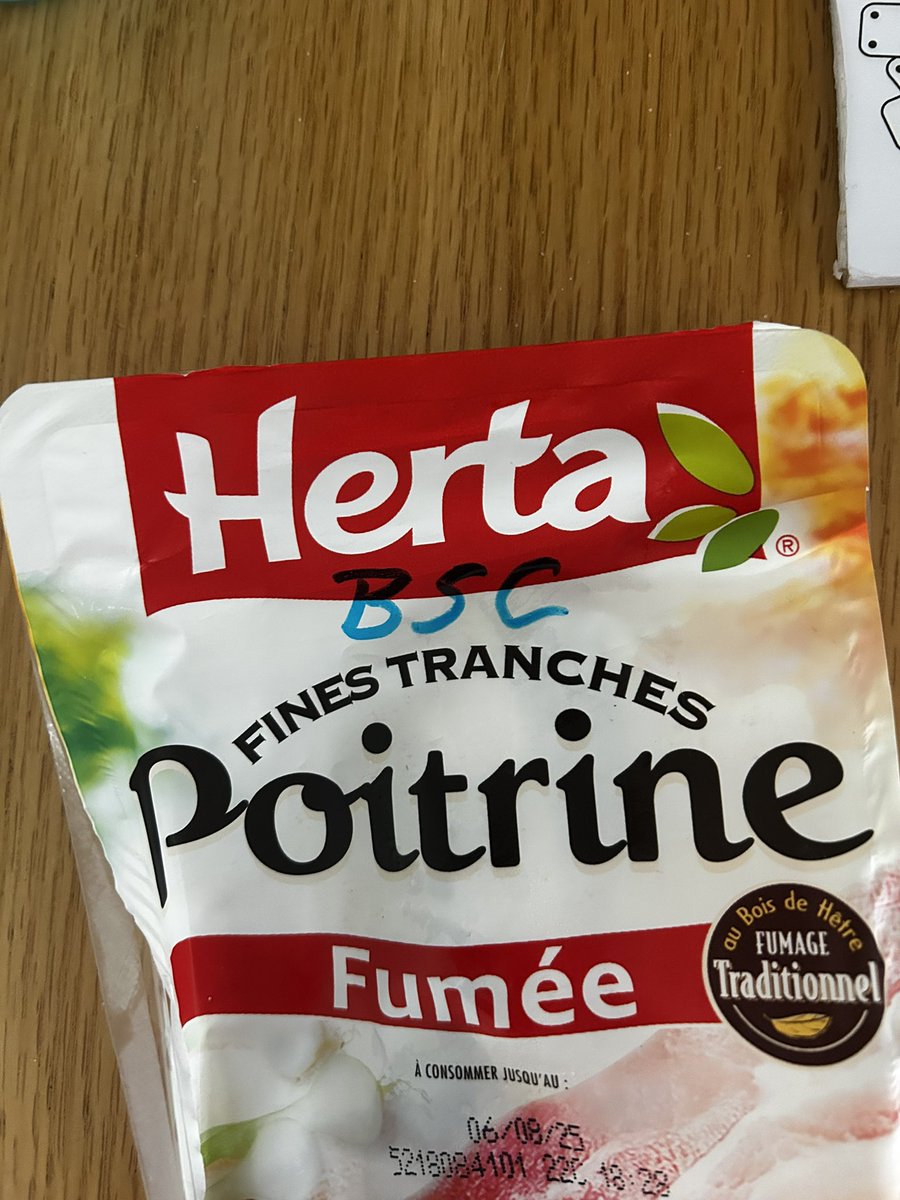 Herta
®
BSC
FINES TRANCHES
Poitrine
au Bois de Hêtre
FUMAGE
Traditionnel
Fumée
À CONSOMMER JUSQU'AU :
06/08/25
5218084101 22C 18:28